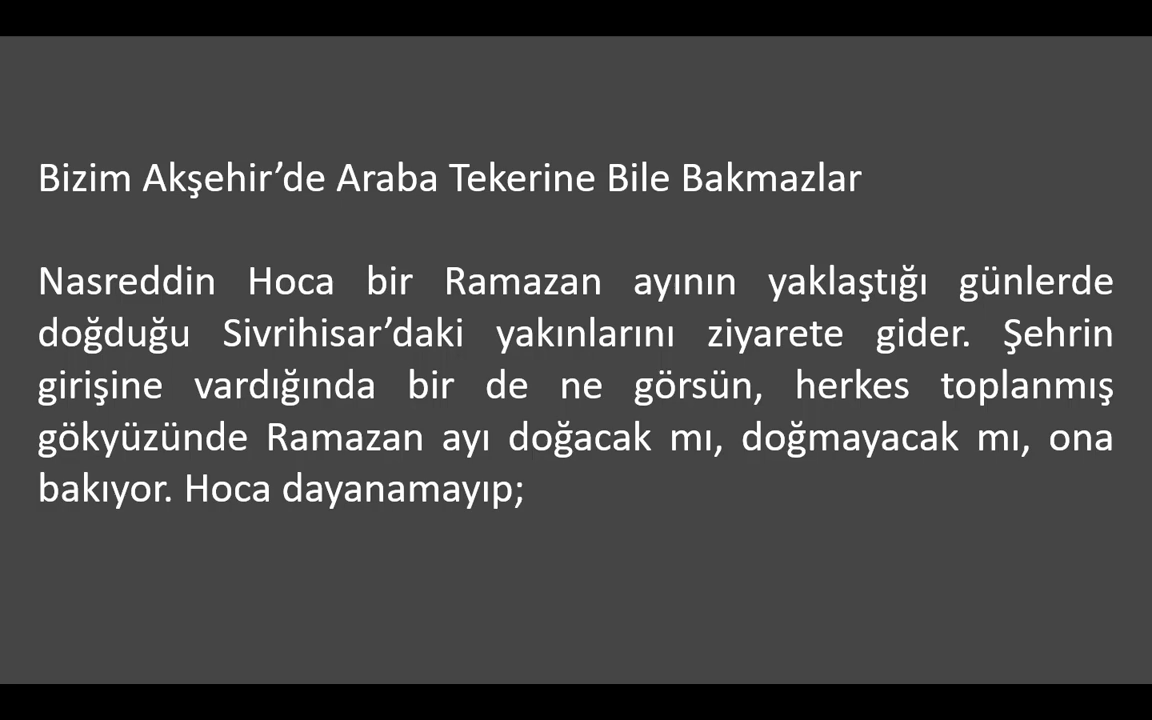 Bizim Akşehir’de Araba Tekerine Bile Bakmazlar
Nasreddin Hoca bir Ramazan ayının yaklaştığı günlerde
doğduğu Sivrihisar’daki yakınlarını ziyarete gider. Şehrin
girişine vardığında bir de ne görsün, herkes toplanmış
gökyüzünde Ramazan ayı doğacak mı, doğmayacak mı, ona
bakıyor. Hoca dayanamayıp;